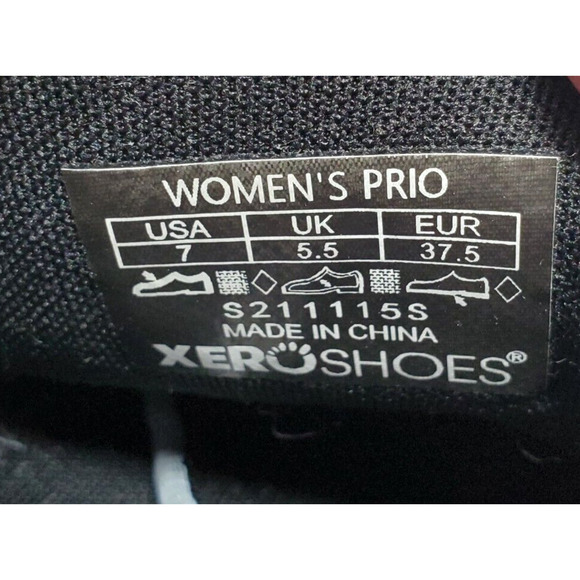 WOMEN'S PRIO
USA UK EUR
7 5.5 37.5
S211115S
MADE IN CHINA
XEROSHOES®